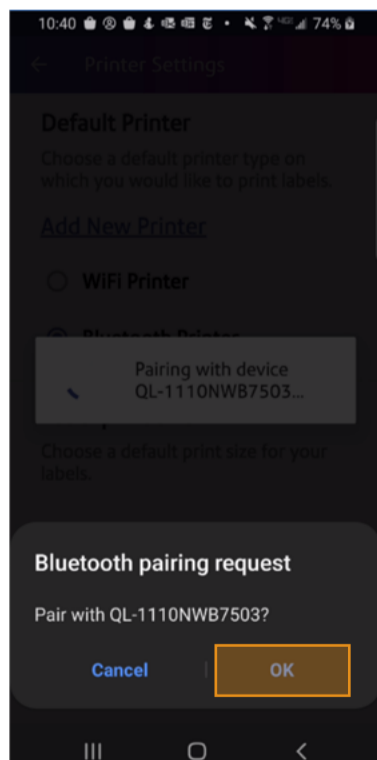 10:40 74%
Printer Settings
Default Printer
Choose a default printer type on
which you would like to print labels.
Add New Printer
WiFi Printer
Bluetooth Printer
Pairing with device
QL-1110NWB7503...
Choose a default print size for your
labels.
Bluetooth pairing request
Pair with QL-1110NWB7503?
Cancel OK